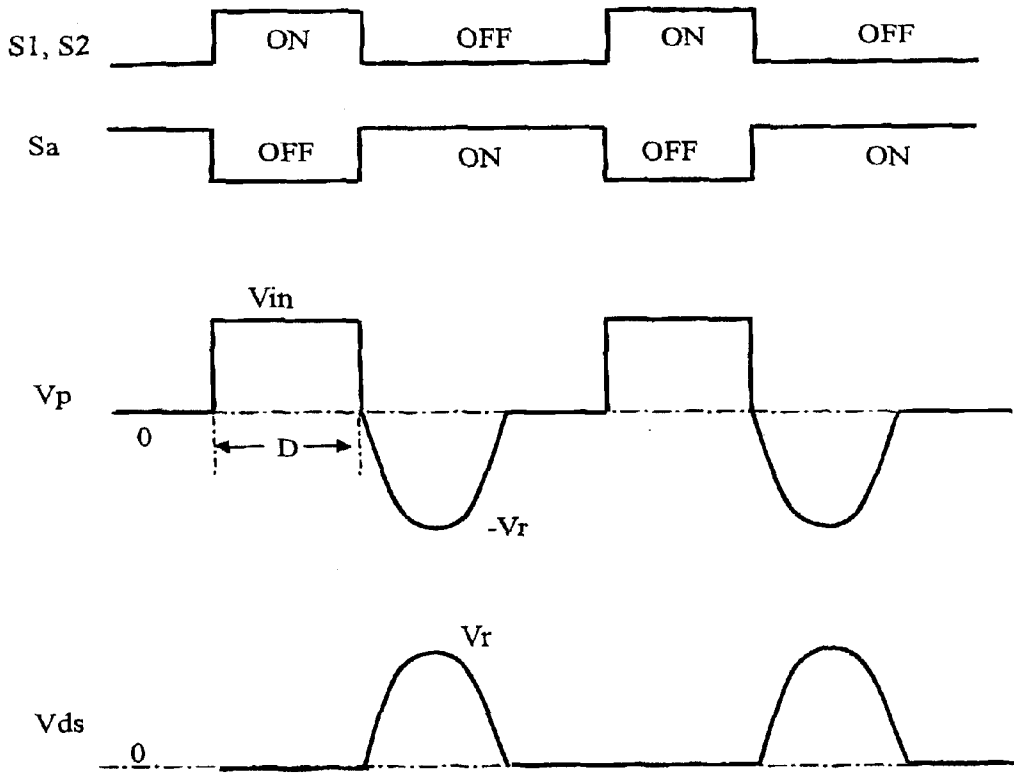 S1, S2 ON OFF ON OFF
Sa OFF ON OFF ON
Vin
Vp
0
D
-Vr
Vr
Vds
0